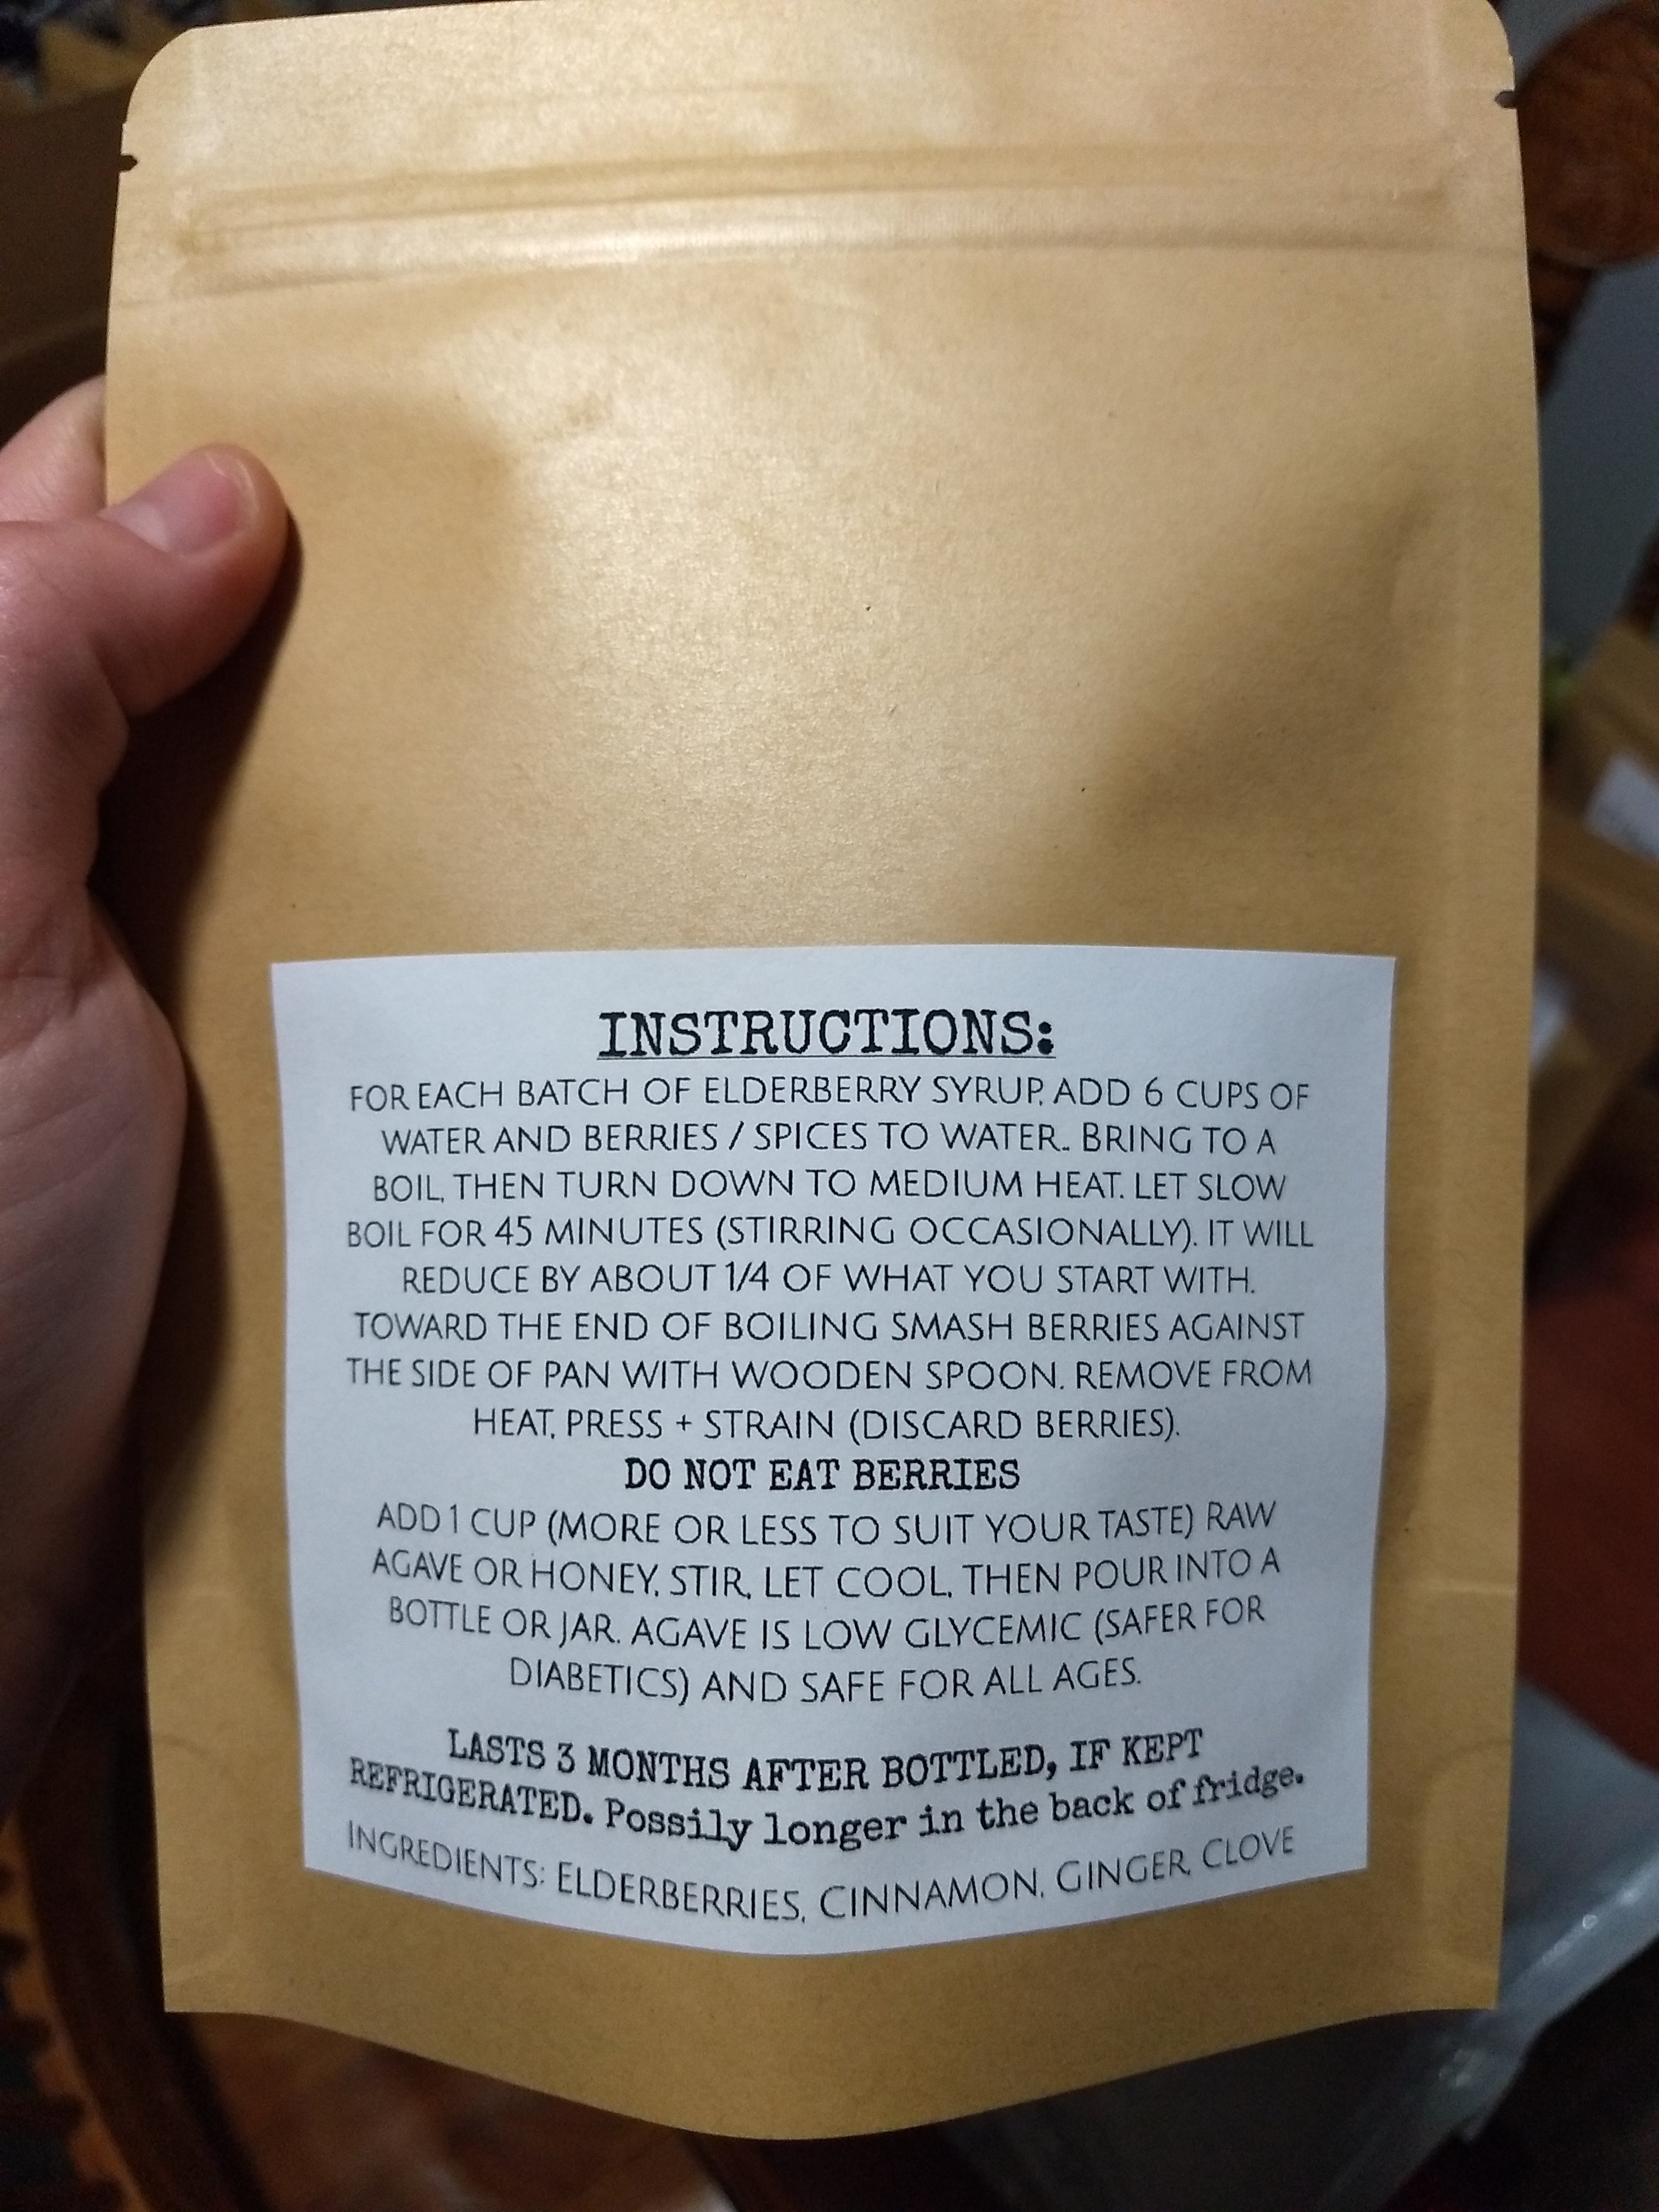 INSTRUCTIONS:
FOR EACH BATCH OF ELDERBERRY SYRUP, ADD 6 CUPS OF
WATER AND BERRIES / SPICES TO WATER.. BRING TO A
BOIL, THEN TURN DOWN TO MEDIUM HEAT. LET SLOW
BOIL FOR 45 MINUTES (STIRRING OCCASIONALLY). IT WILL
REDUCE BY ABOUT 1/4 OF WHAT YOU START WITH.
TOWARD THE END OF BOILING SMASH BERRIES AGAINST
THE SIDE OF PAN WITH WOODEN SPOON. REMOVE FROM
HEAT, PRESS + STRAIN (DISCARD BERRIES).
DO NOT EAT BERRIES
ADD 1 CUP (MORE OR LESS TO SUIT YOUR TASTE) RAW
AGAVE OR HONEY, STIR, LET COOL, THEN POUR INTO A
BOTTLE OR JAR. AGAVE IS LOW GLYCEMIC (SAFER FOR
DIABETICS) AND SAFE FOR ALL AGES.
LASTS 3 MONTHS AFTER BOTTLED, IF KEPT
REFRIGERATED. Possily longer in the back of fridge.
INGREDIENTS: ELDERBERRIES, CINNAMON, GINGER, CLOVE